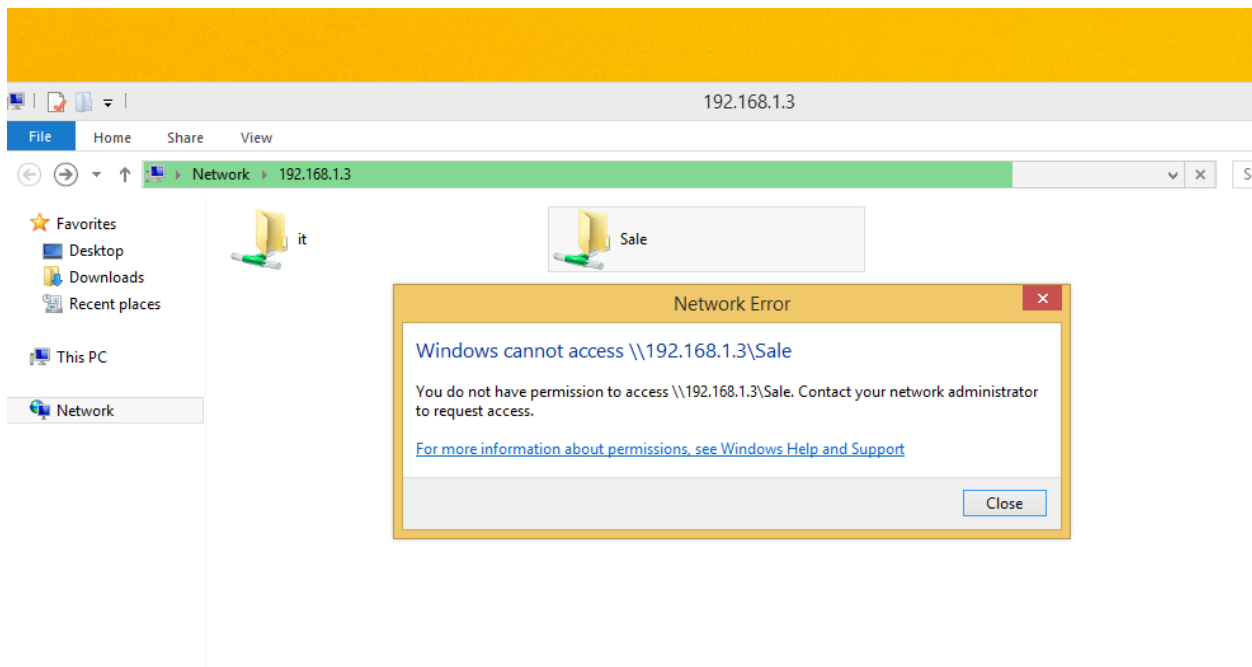 192.168.1.3
File Home Share View
Network 192.168.1.3
S
Favorites
Desktop
Downloads
Recent places
This PC
Network
it
Sale
Network Error
Windows cannot access \\192.168.1.3\Sale
You do not have permission to access \\192.168.1.3\Sale. Contact your network administrator
to request access.
For more information about permissions, see Windows Help and Support
Close